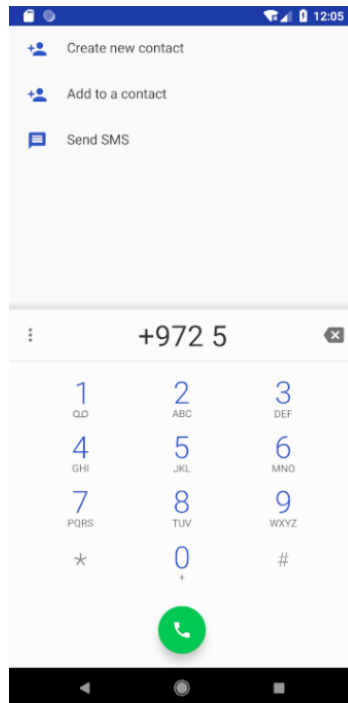 12:05
Create new contact
Add to a contact
Send SMS
+972 5
1 2 3
ABC DEF
4 5 6
GHI JKL MNO
7 8 9
PQRS TUV WXYZ
* 0 #
+